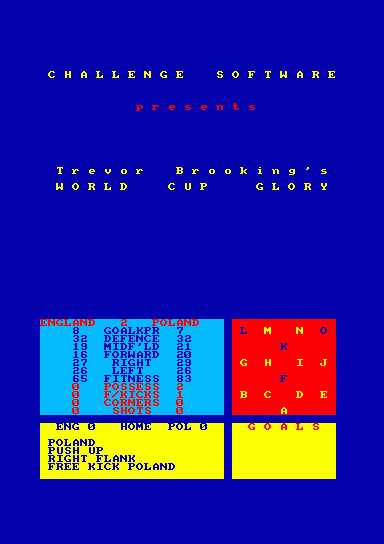 CHALLENGE SOFTWARE
presents
Trevor Brooking's
WORLD CUP GLORY
ENGLAND 2 POLAND
8 GOALKPR 7
32 DEFENCE 32
19 MIDF'LD 21
16 FORWARD 20
27 RIGHT 29
26 LEFT 26
65 FITNESS 83
0 POSSESS 2
0 F/KICKS 1
0 CORNERS 0
0 SHOTS 0
L M N O
K
G H I J
F
B C D E
A
ENG 0 HOME POL 0
POLAND
PUSH UP
RIGHT FLANK
FREE KICK POLAND
GOALS